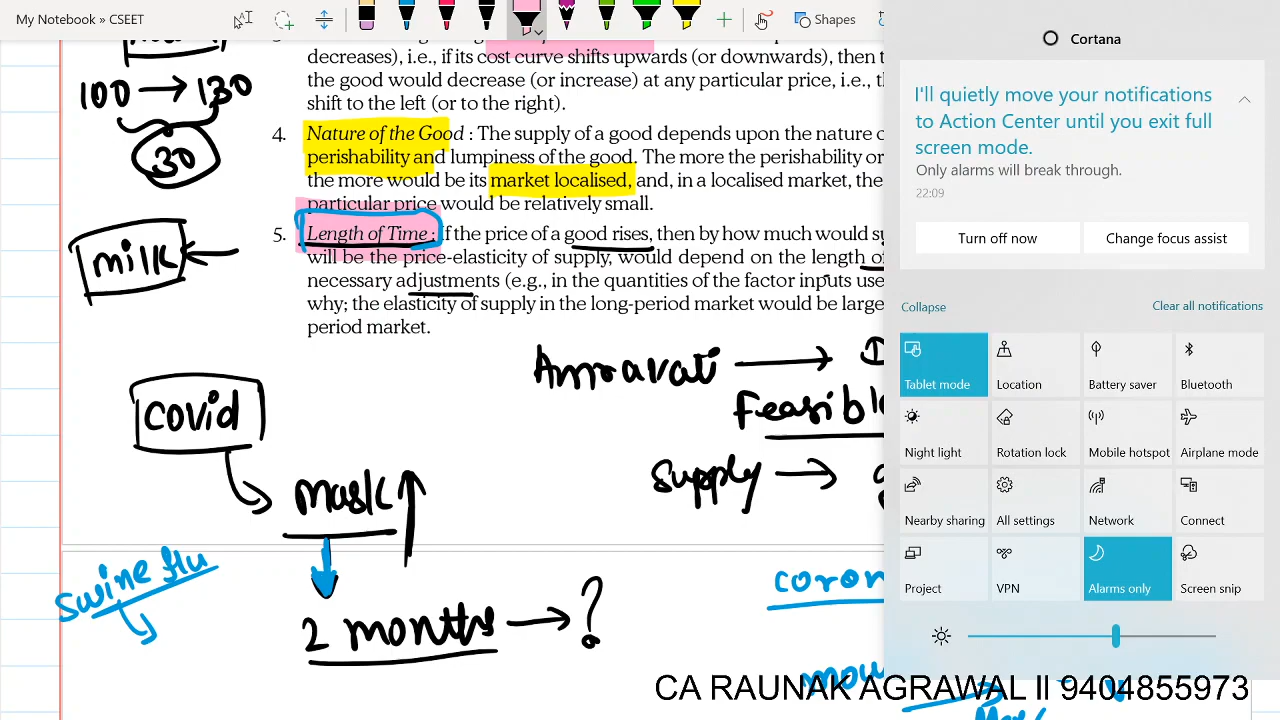 My Notebook » CSEET
Shapes
decreases), i.e., if its cost curve shifts upwards (or downwards), then t
the good would decrease (or increase) at any particular price, i.e., t
shift to the left (or to the right).
100 → 130
30
4. Nature of the Good : The supply of a good depends upon the nature o
perishability and lumpiness of the good. The more the perishability or
the more would be its market localised, and, in a localised market, the
particular price would be relatively small.
5. Length of Time : If the price of a good rises, then by how much would s
will be the price-elasticity of supply, would depend on the length of
necessary adjustments (e.g., in the quantities of the factor inputs use
why; the elasticity of supply in the long-period market would be large
period market.
milk
Amravati
Feasible
covid
supply
mask
swine flu
2 months → ?
coron
Cortana
I'll quietly move your notifications
to Action Center until you exit full
screen mode.
Only alarms will break through.
22:09
Turn off now
Change focus assist
Collapse
Clear all notifications
Tablet mode
Location
Battery saver
Bluetooth
Night light
Rotation lock
Mobile hotspot
Airplane mode
Nearby sharing
All settings
Network
Connect
Project
VPN
Alarms only
Screen snip
CA RAUNAK AGRAWAL II 9404855973